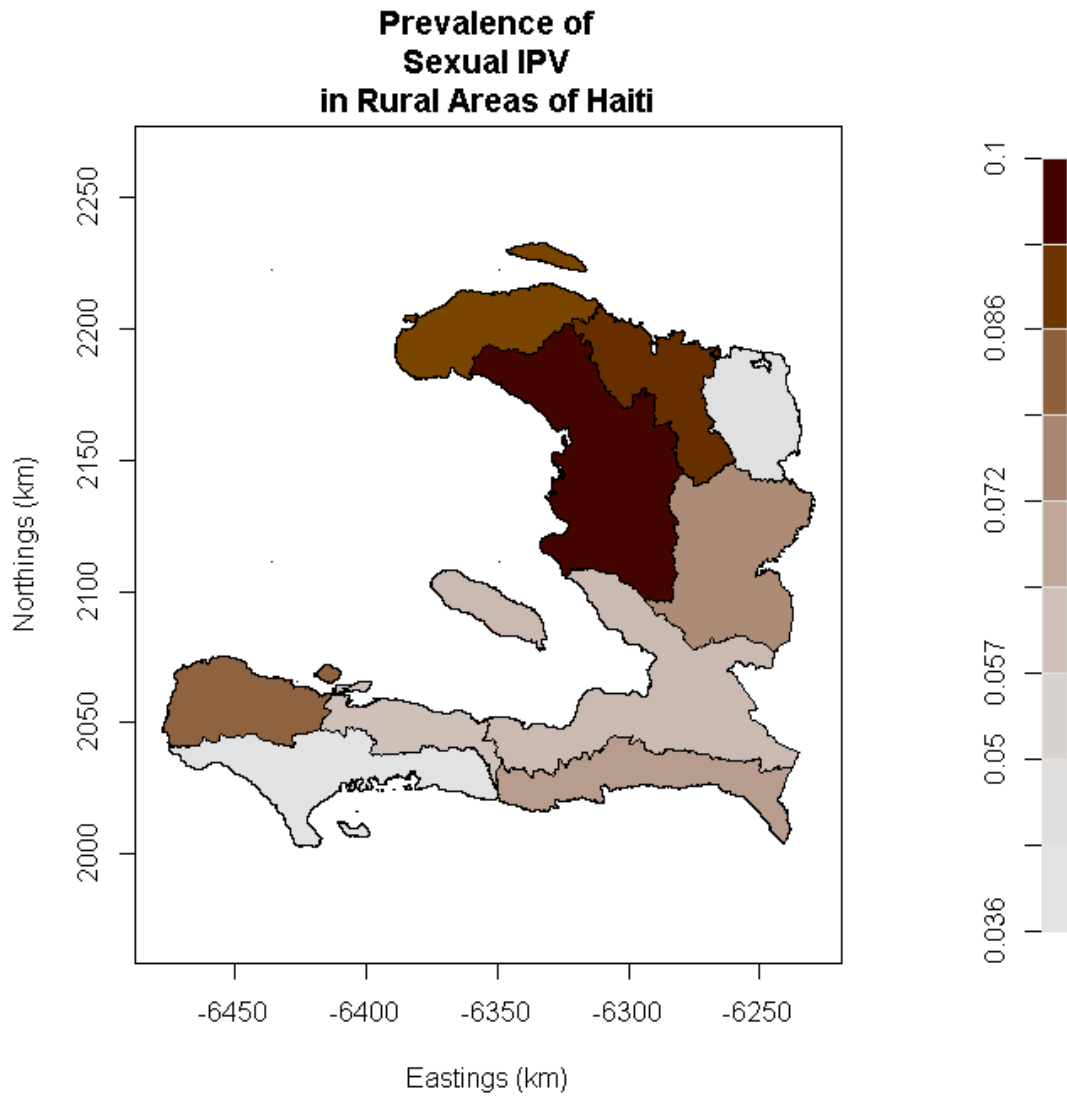 Prevalence of
Sexual IPV
in Rural Areas of Haiti
2250
2200
2150
2100
2050
2000
Northings (km)
-6450 -6400 -6350 -6300 -6250
Eastings (km)
0.1
0.086
0.072
0.057
0.05
0.036